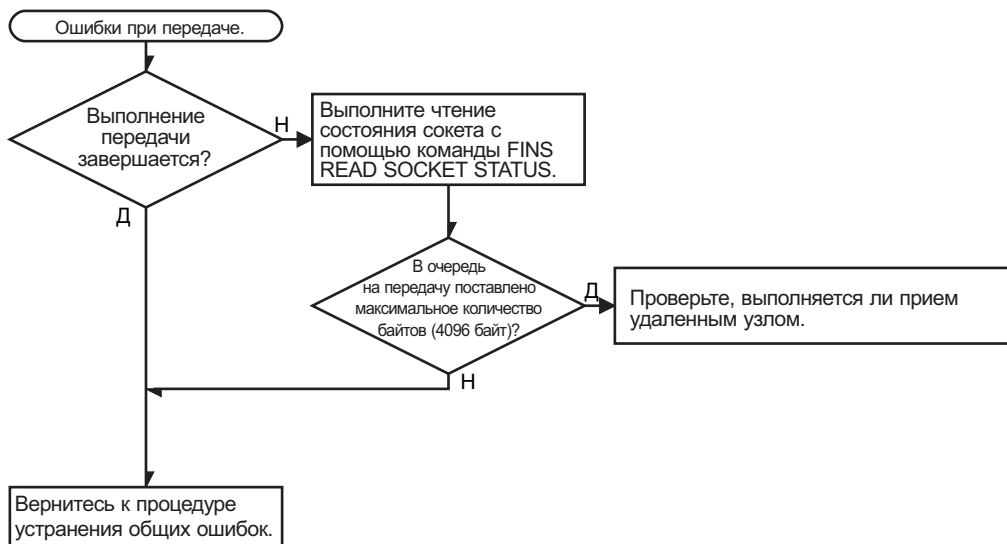 Ошибки при передаче.
Выполнение
передачи
завершается?
Н
Д
Выполните чтение
состояния сокета с
помощью команды FINS
READ SOCKET STATUS.
В очередь
на передачу поставлено
максимальное количество
байтов (4096 байт)?
Д
Н
Проверьте, выполняется ли прием
удаленным узлом.
Вернитесь к процедуре
устранения общих ошибок.